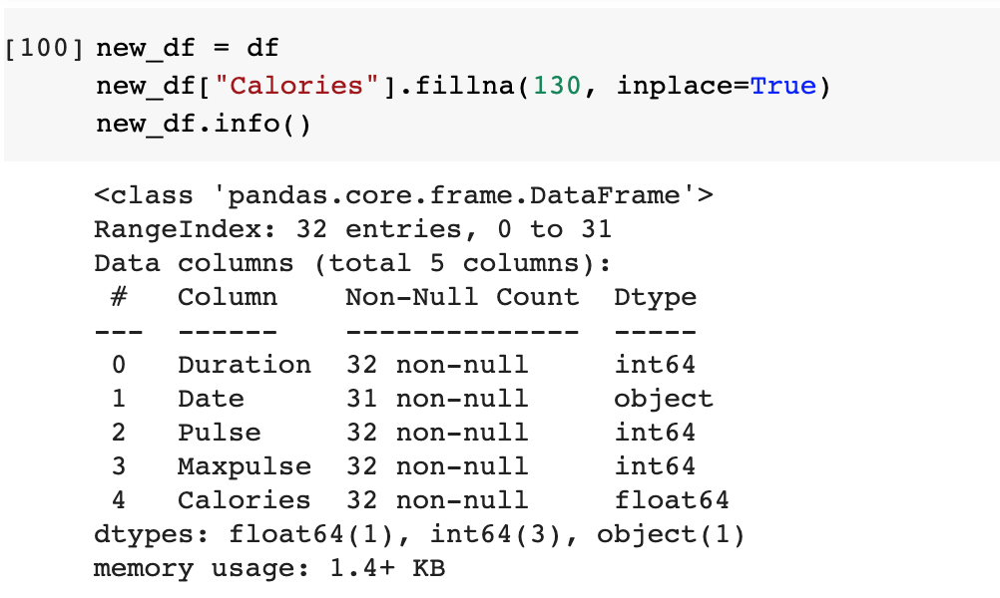 [100] new_df = df
new_df["Calories"].fillna(130, inplace=True)
new_df.info()
<class 'pandas.core.frame.DataFrame'>
RangeIndex: 32 entries, 0 to 31
Data columns (total 5 columns):
 #   Column    Non-Null Count  Dtype
---  ------    --------------  -----
 0   Duration  32 non-null     int64
 1   Date      31 non-null     object
 2   Pulse     32 non-null     int64
 3   Maxpulse  32 non-null     int64
 4   Calories  32 non-null     float64
dtypes: float64(1), int64(3), object(1)
memory usage: 1.4+ KB